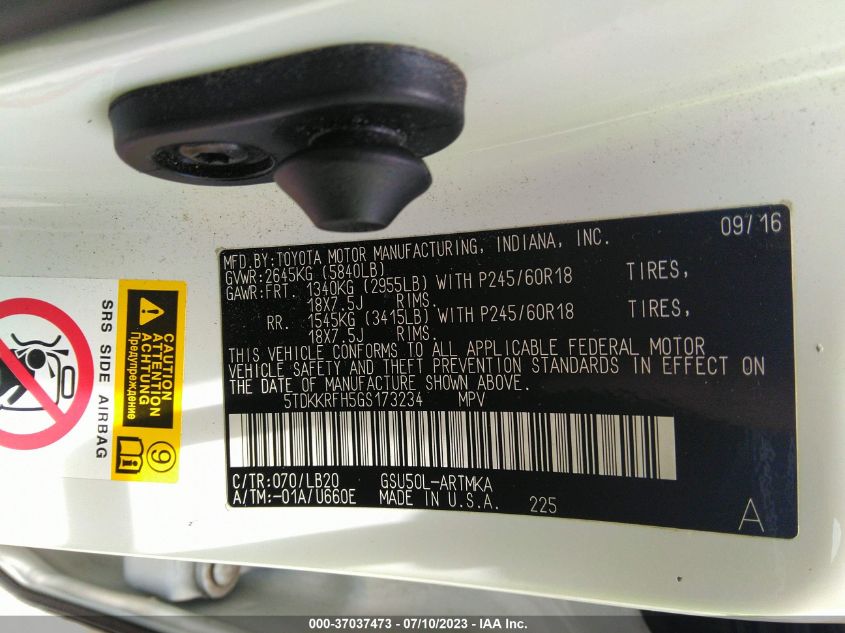 MFD.BY:TOYOTA MOTOR MANUFACTURING, INDIANA, INC. 09/16
GVWR:2645KG (5840LB)
GAWR:FRT. 1340KG (2955LB) WITH P245/60R18 TIRES,
18X7.5J RIMS.
RR. 1545KG (3415LB) WITH P245/60R18 TIRES,
18X7.5J RIMS.
THIS VEHICLE CONFORMS TO ALL APPLICABLE FEDERAL MOTOR
VEHICLE SAFETY AND THEFT PREVENTION STANDARDS IN EFFECT ON
THE DATE OF MANUFACTURE SHOWN ABOVE.
5TDKKRFH5GS173234 MPV
C/TR:070/LB20 GSU50L-ARTMKA
A/TM:-01A/U660E MADE IN U.S.A. 225
A
SRS SIDE AIRBAG
CAUTION
ATTENTION
ACHTUNG
Предупреждение
9
000-37037473 - 07/10/2023 - IAA Inc.